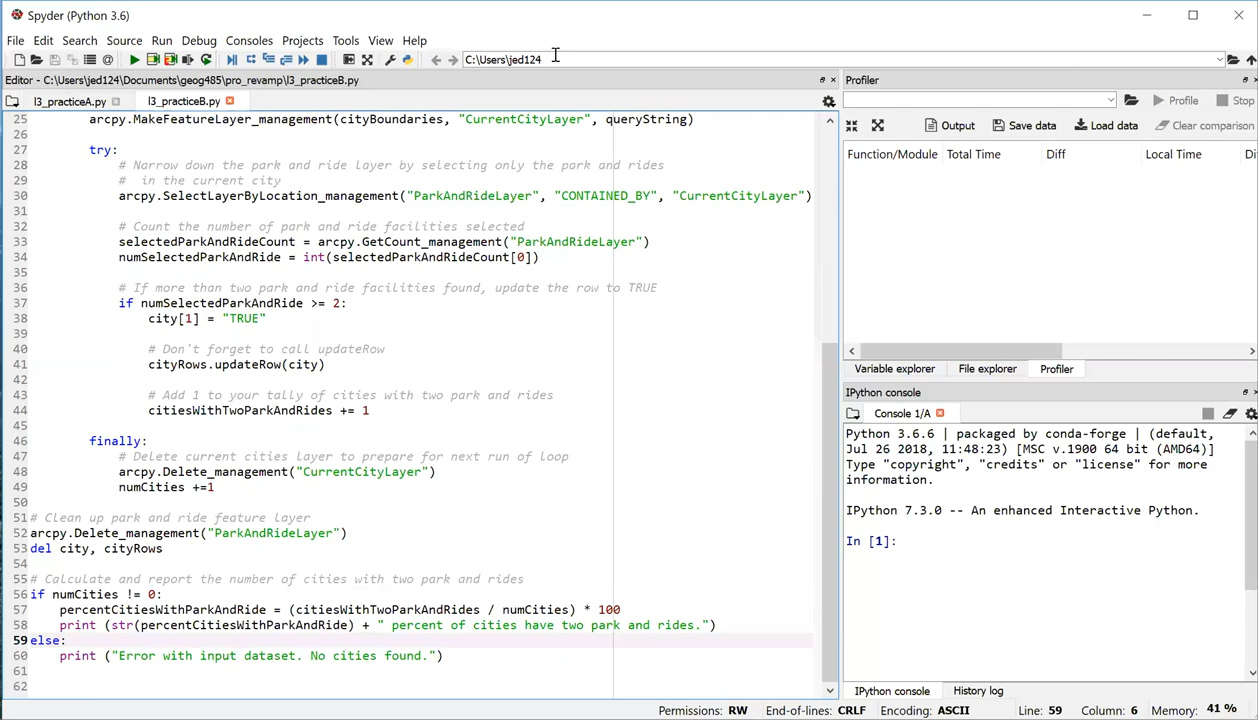 Spyder (Python 3.6)
File Edit Search Source Run Debug Consoles Projects Tools View Help
C:\Users\jed124
Editor - C:\Users\jed124\Documents\geog485\pro_revamp\l3_practiceB.py
l3_practiceA.py
l3_practiceB.py
25 arcpy.MakeFeatureLayer_management(cityBoundaries, "CurrentCityLayer", queryString)
26
27 try:
28 # Narrow down the park and ride layer by selecting only the park and rides
29 #  in the current city
30 arcpy.SelectLayerByLocation_management("ParkAndRideLayer", "CONTAINED_BY", "CurrentCityLayer")
31
32 # Count the number of park and ride facilities selected
33 selectedParkAndRideCount = arcpy.GetCount_management("ParkAndRideLayer")
34 numSelectedParkAndRide = int(selectedParkAndRideCount[0])
35
36 # If more than two park and ride facilities found, update the row to TRUE
37 if numSelectedParkAndRide >= 2:
38 city[1] = "TRUE"
39
40 # Don't forget to call updateRow
41 cityRows.updateRow(city)
42
43 # Add 1 to your tally of cities with two park and rides
44 citiesWithTwoParkAndRides += 1
45
46 finally:
47 # Delete current cities layer to prepare for next run of loop
48 arcpy.Delete_management("CurrentCityLayer")
49 numCities +=1
50
51 # Clean up park and ride feature layer
52 arcpy.Delete_management("ParkAndRideLayer")
53 del city, cityRows
54
55 # Calculate and report the number of cities with two park and rides
56 if numCities != 0:
57 percentCitiesWithParkAndRide = (citiesWithTwoParkAndRides / numCities) * 100
58 print (str(percentCitiesWithParkAndRide) + " percent of cities have two park and rides.")
59 else:
60 print ("Error with input dataset. No cities found.")
61
62
Profiler
Profile Stop
Output Save data Load data Clear comparison
Function/Module Total Time Diff Local Time Di
Variable explorer File explorer Profiler
IPython console
Console 1/A
Python 3.6.6 | packaged by conda-forge | (default,
Jul 26 2018, 11:48:23) [MSC v.1900 64 bit (AMD64)]
Type "copyright", "credits" or "license" for more
information.
IPython 7.3.0 -- An enhanced Interactive Python.
In [1]:
IPython console History log
Permissions: RW End-of-lines: CRLF Encoding: ASCII Line: 59 Column: 6 Memory: 41 %